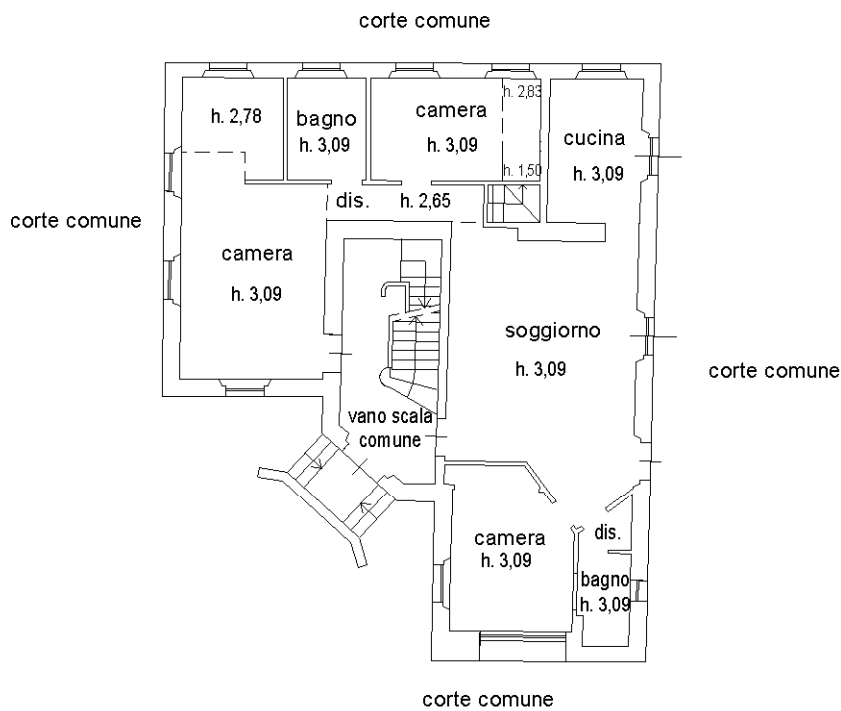 corte comune
h. 2,83
h. 2,78
bagno
h. 3,09
camera
h. 3,09
h. 1,50
cucina
h. 3,09
dis.
h. 2,65
corte comune
camera
h. 3,09
soggiorno
h. 3,09
corte comune
vano scala
comune
camera
h. 3,09
dis.
bagno
h. 3,09
corte comune